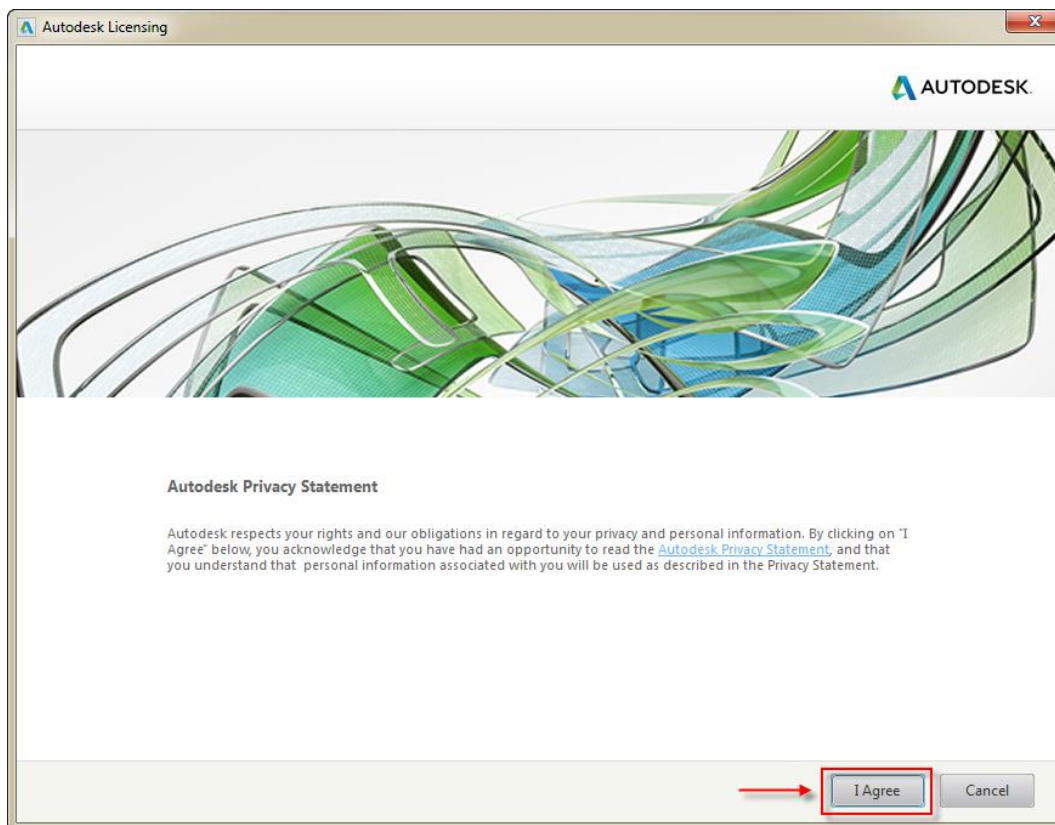 Autodesk Licensing
AUTODESK.
Autodesk Privacy Statement
Autodesk respects your rights and our obligations in regard to your privacy and personal information. By clicking on "I
Agree" below, you acknowledge that you have had an opportunity to read the Autodesk Privacy Statement, and that
you understand that personal information associated with you will be used as described in the Privacy Statement.
I Agree
Cancel